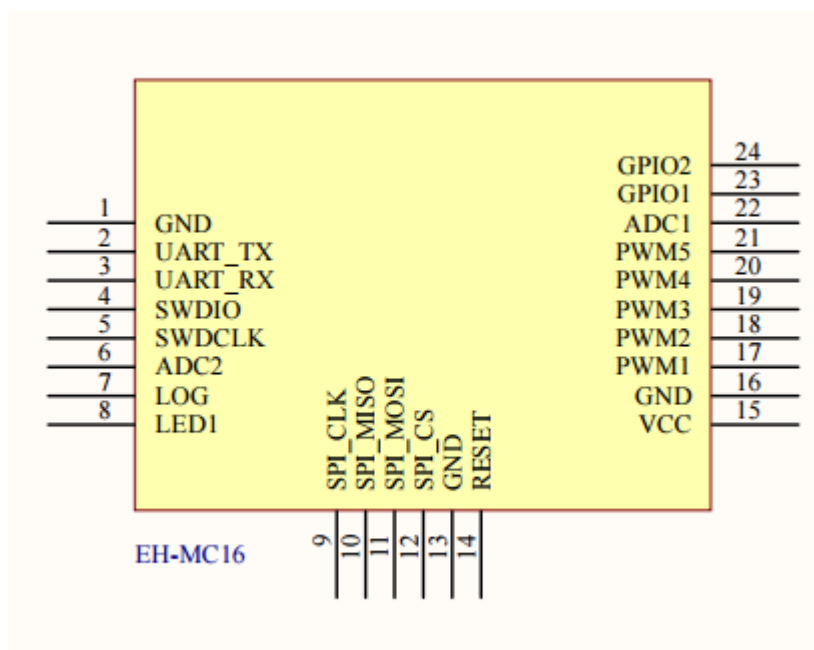 1 GND
2 UART_TX
3 UART_RX
4 SWDIO
5 SWDCLK
6 ADC2
7 LOG
8 LED1
9 SPI_CLK
10 SPI_MISO
11 SPI_MOSI
12 SPI_CS
13 GND
14 RESET
GPIO2 24
GPIO1 23
ADC1 22
PWM5 21
PWM4 20
PWM3 19
PWM2 18
PWM1 17
GND 16
VCC 15
EH-MC16